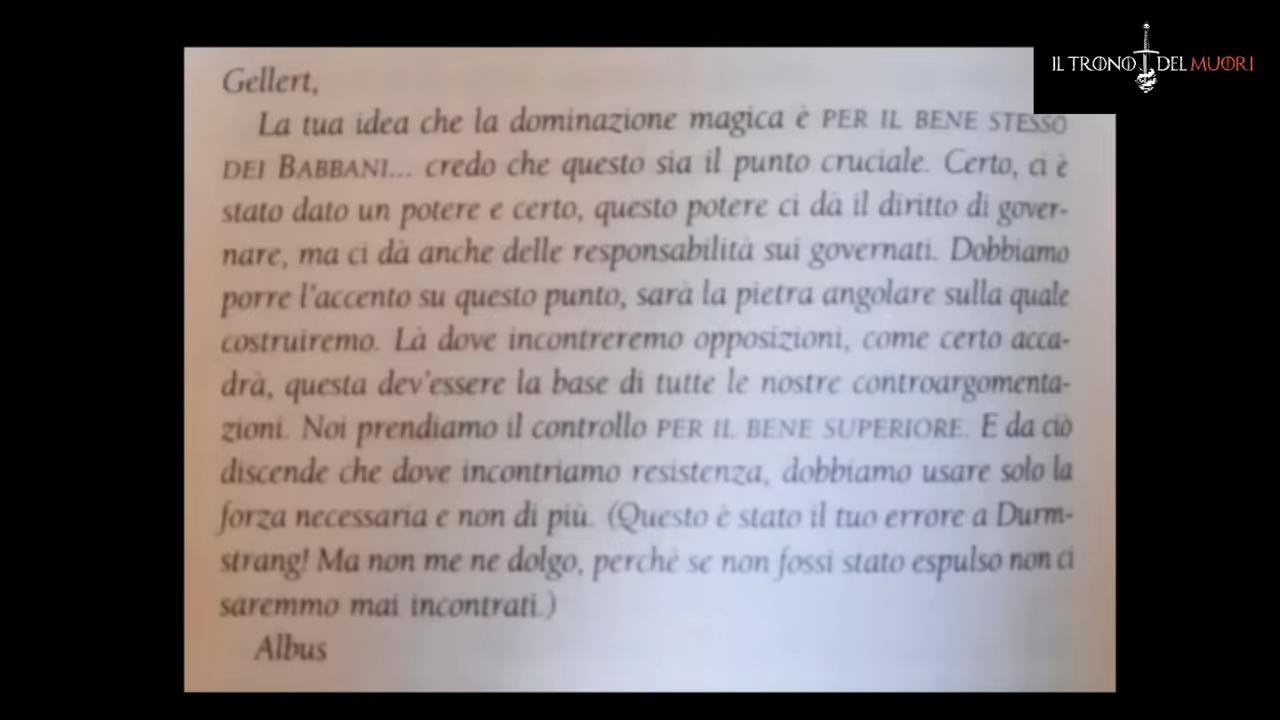 IL TRONO DEL MUORI
Gellert,
La tua idea che la dominazione magica è PER IL BENE STESSO
DEI BABBANI... credo che questo sia il punto cruciale. Certo, ci è
stato dato un potere e certo, questo potere ci dà il diritto di gover-
nare, ma ci dà anche delle responsabilità sui governati. Dobbiamo
porre l'accento su questo punto, sarà la pietra angolare sulla quale
costruiremo. Là dove incontreremo opposizioni, come certo acca-
drà, questa dev'essere la base di tutte le nostre controargomenta-
zioni. Noi prendiamo il controllo PER IL BENE SUPERIORE. E da ciò
discende che dove incontriamo resistenza, dobbiamo usare solo la
forza necessaria e non di più. (Questo è stato il tuo errore a Durm-
strang! Ma non me ne dolgo, perché se non fossi stato espulso non ci
saremmo mai incontrati.)
Albus